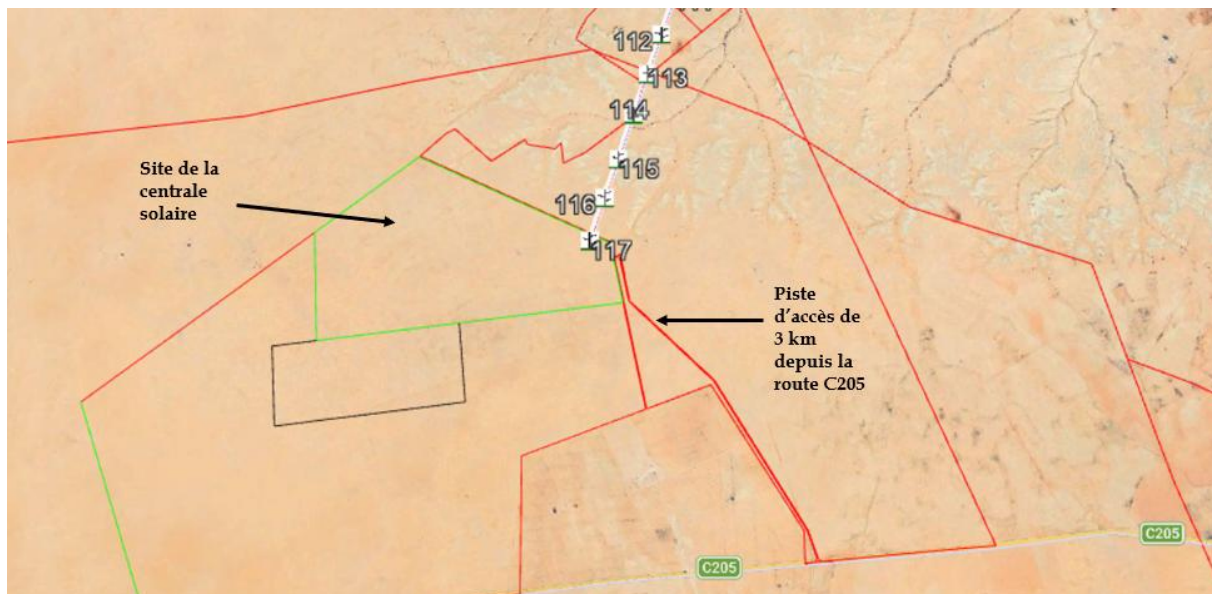 112
113
114
115
116
117
Site de la
centrale
solaire
Piste
d’accès de
3 km
depuis la
route C205
C205
C205